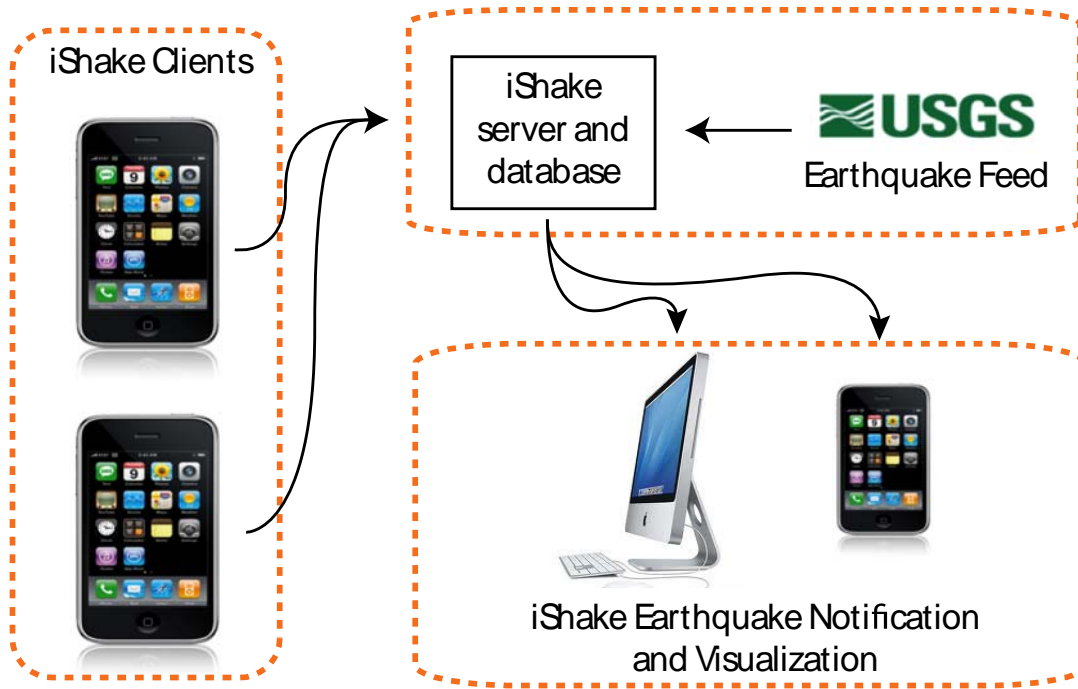 iShake Clients
iShake
server and
database
USGS
Earthquake Feed
iShake Earthquake Notification
and Visualization